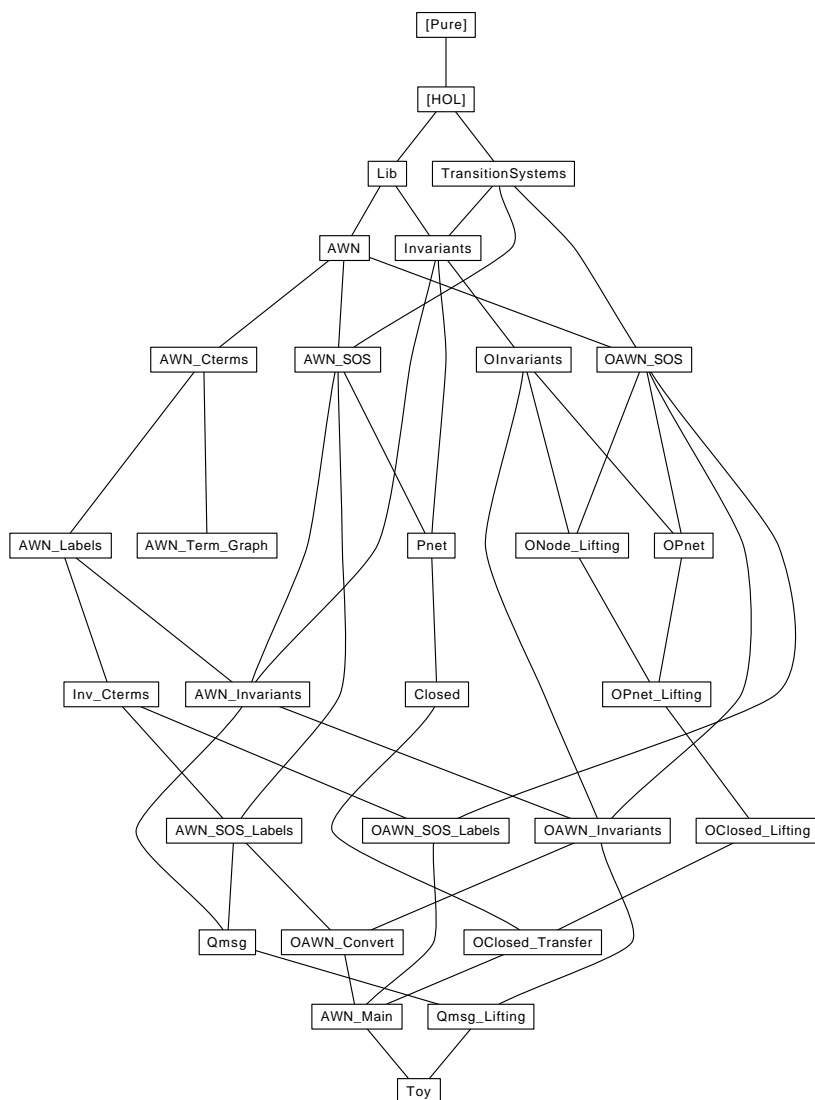 [Pure]
[HOL]
Lib
TransitionSystems
AWN
Invariants
AWN_Cterms
AWN_SOS
OInvariants
OAWN_SOS
AWN_Labels
AWN_Term_Graph
Pnet
ONode_Lifting
OPnet
Inv_Cterms
AWN_Invariants
Closed
OPnet_Lifting
AWN_SOS_Labels
OAWN_SOS_Labels
OAWN_Invariants
OClosed_Lifting
Qmsg
OAWN_Convert
OClosed_Transfer
AWN_Main
Qmsg_Lifting
Toy